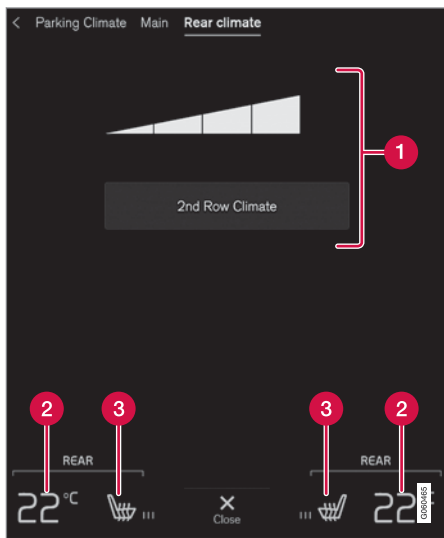 < Parking Climate Main Rear climate
1
2nd Row Climate
2 3 3 2
REAR REAR
22°C Close 22
G060465